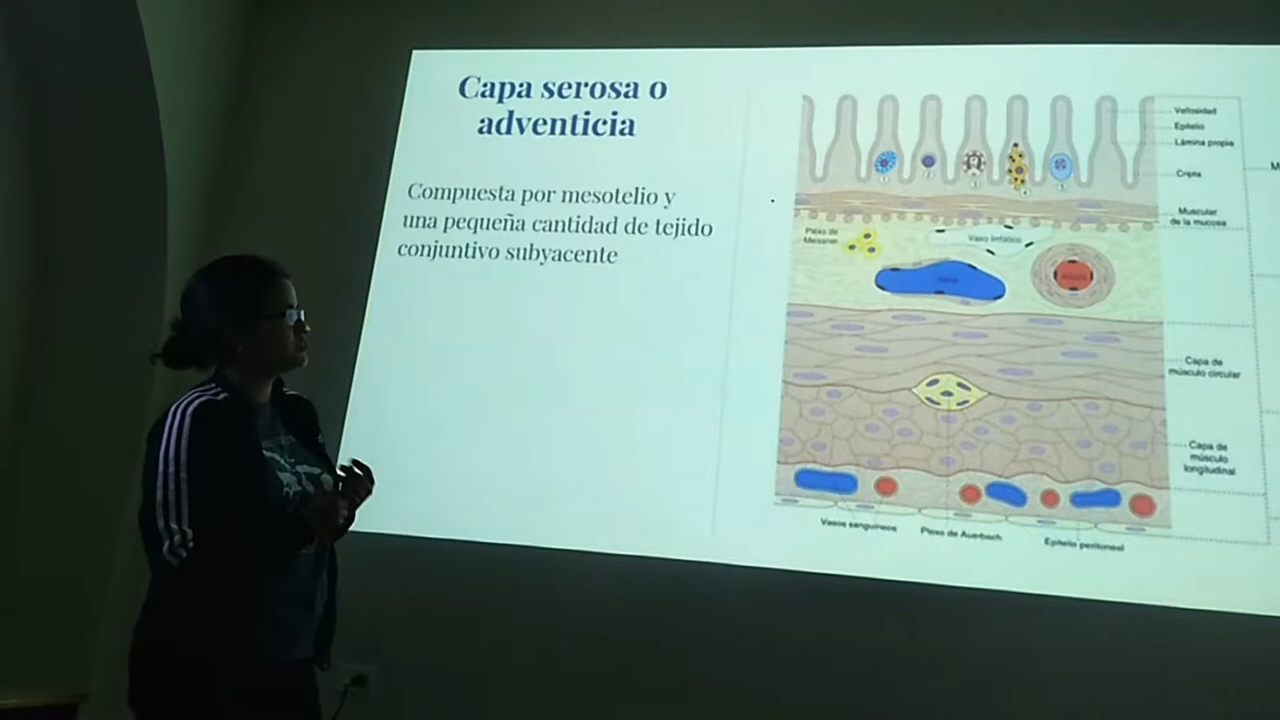 Capa serosa o
adventicia
Compuesta por mesotelio y
una pequeña cantidad de tejido
conjuntivo subyacente
Vellosidad
Epitelio
Lámina propia
Cripta
Muscular
de la mucosa
Plexo de
Meissner
Vaso linfático
Capa de
músculo circular
Capa de
músculo
longitudinal
Vasos sanguíneos
Plexo de Auerbach
Epitelio peritoneal